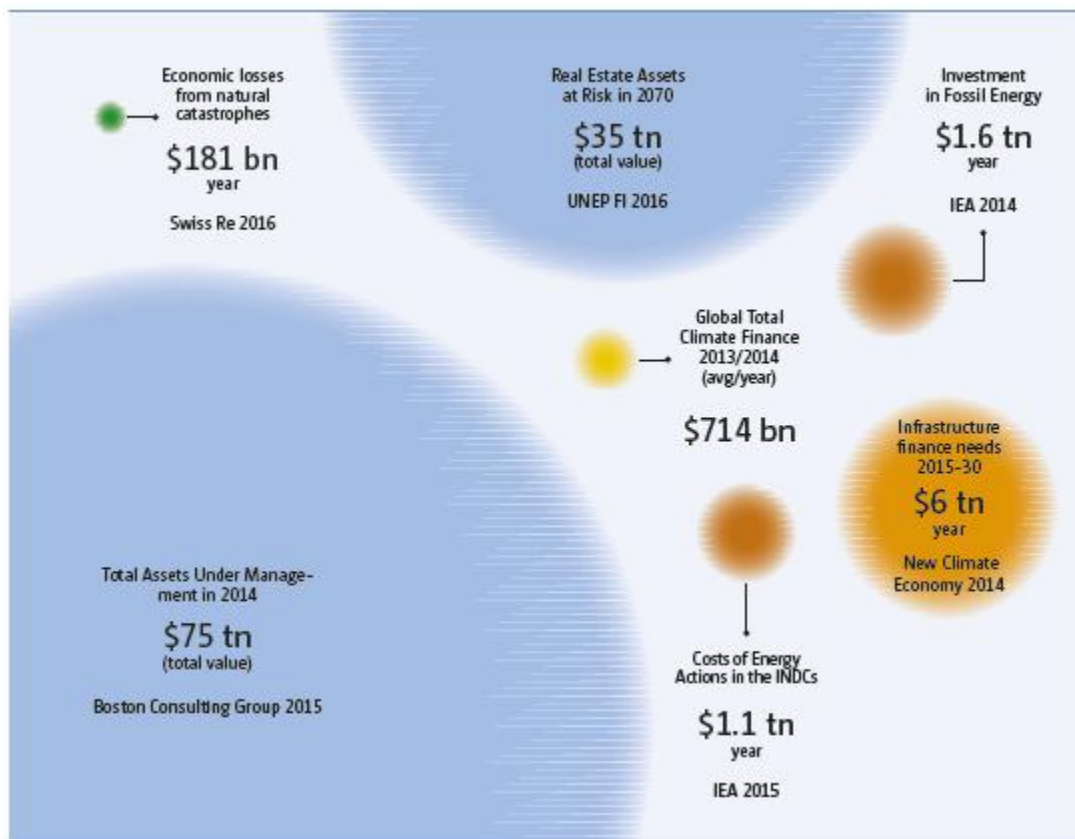 Economic losses
from natural
catastrophes
$181 bn
year
Swiss Re 2016
Real Estate Assets
at Risk in 2070
$35 tn
(total value)
UNEP FI 2016
Investment
in Fossil Energy
$1.6 tn
year
IEA 2014
Global Total
Climate Finance
2013/2014
(avg/year)
$714 bn
Infrastructure
finance needs
2015-30
$6 tn
year
New Climate
Economy 2014
Total Assets Under Manage-
ment in 2014
$75 tn
(total value)
Boston Consulting Group 2015
Costs of Energy
Actions in the INDCs
$1.1 tn
year
IEA 2015